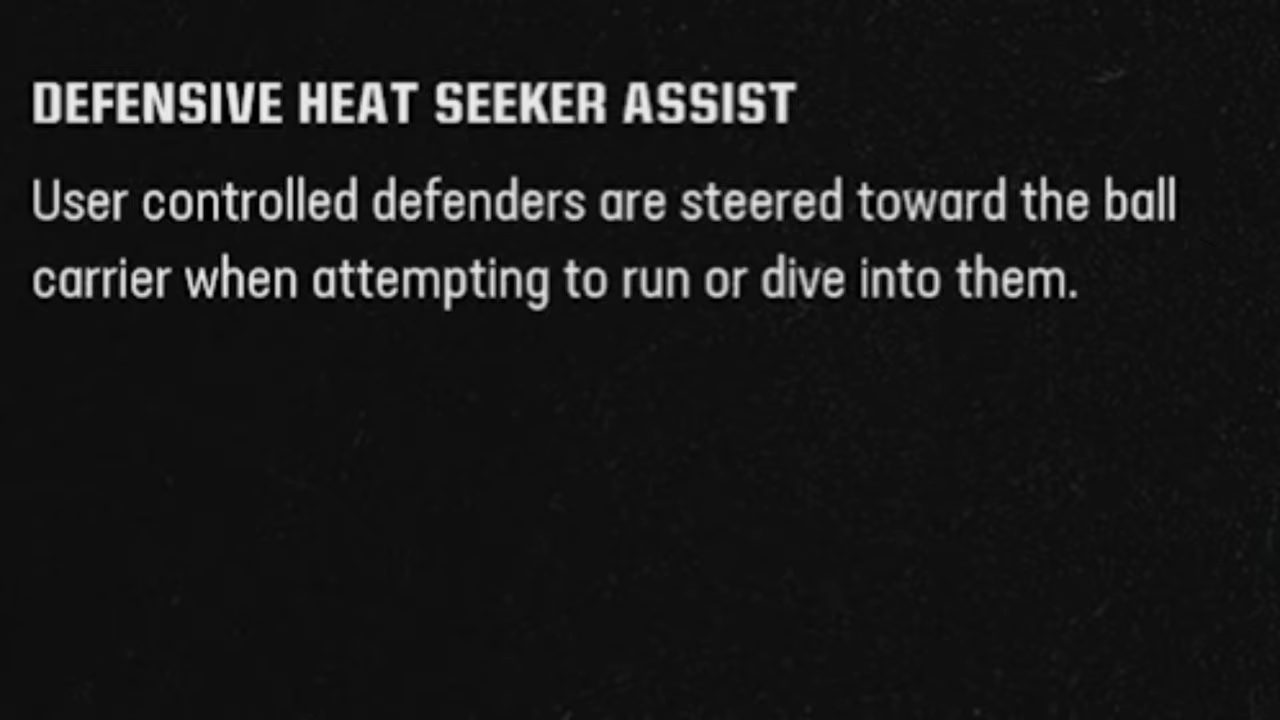 DEFENSIVE HEAT SEEKER ASSIST
User controlled defenders are steered toward the ball
carrier when attempting to run or dive into them.